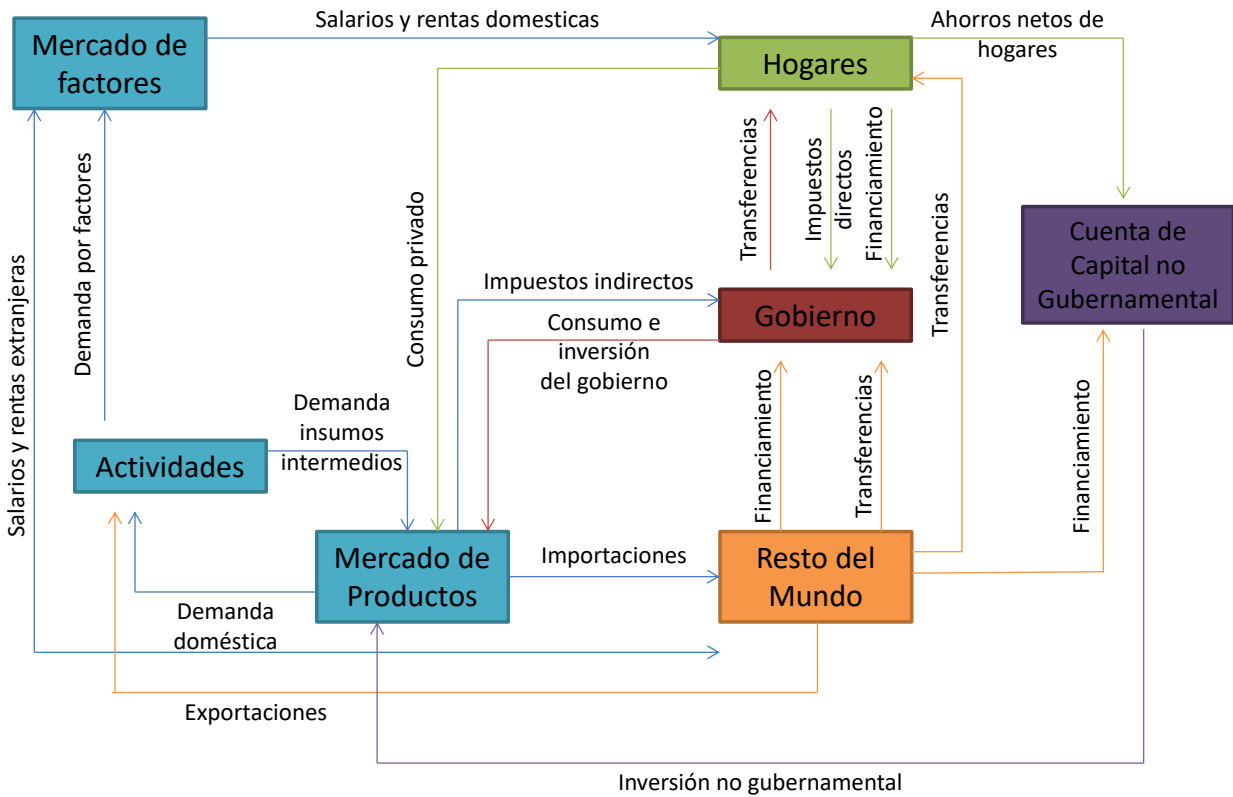 Salarios y rentas domesticas
Ahorros netos de
hogares
Mercado de
factores
Hogares
Salarios y rentas extranjeras
Demanda por factores
Consumo privado
Transferencias
Impuestos
directos
Financiamiento
Transferencias
Cuenta de
Capital no
Gubernamental
Impuestos indirectos
Gobierno
Consumo e
inversión
del gobierno
Demanda
insumos
intermedios
Actividades
Financiamiento
Transferencias
Financiamiento
Mercado de
Productos
Importaciones
Resto del
Mundo
Demanda
doméstica
Exportaciones
Inversión no gubernamental